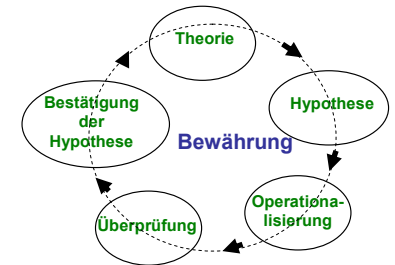 Theorie
Hypothese
Operationa-
lisierung
Überprüfung
Bestätigung
der
Hypothese
Bewährung